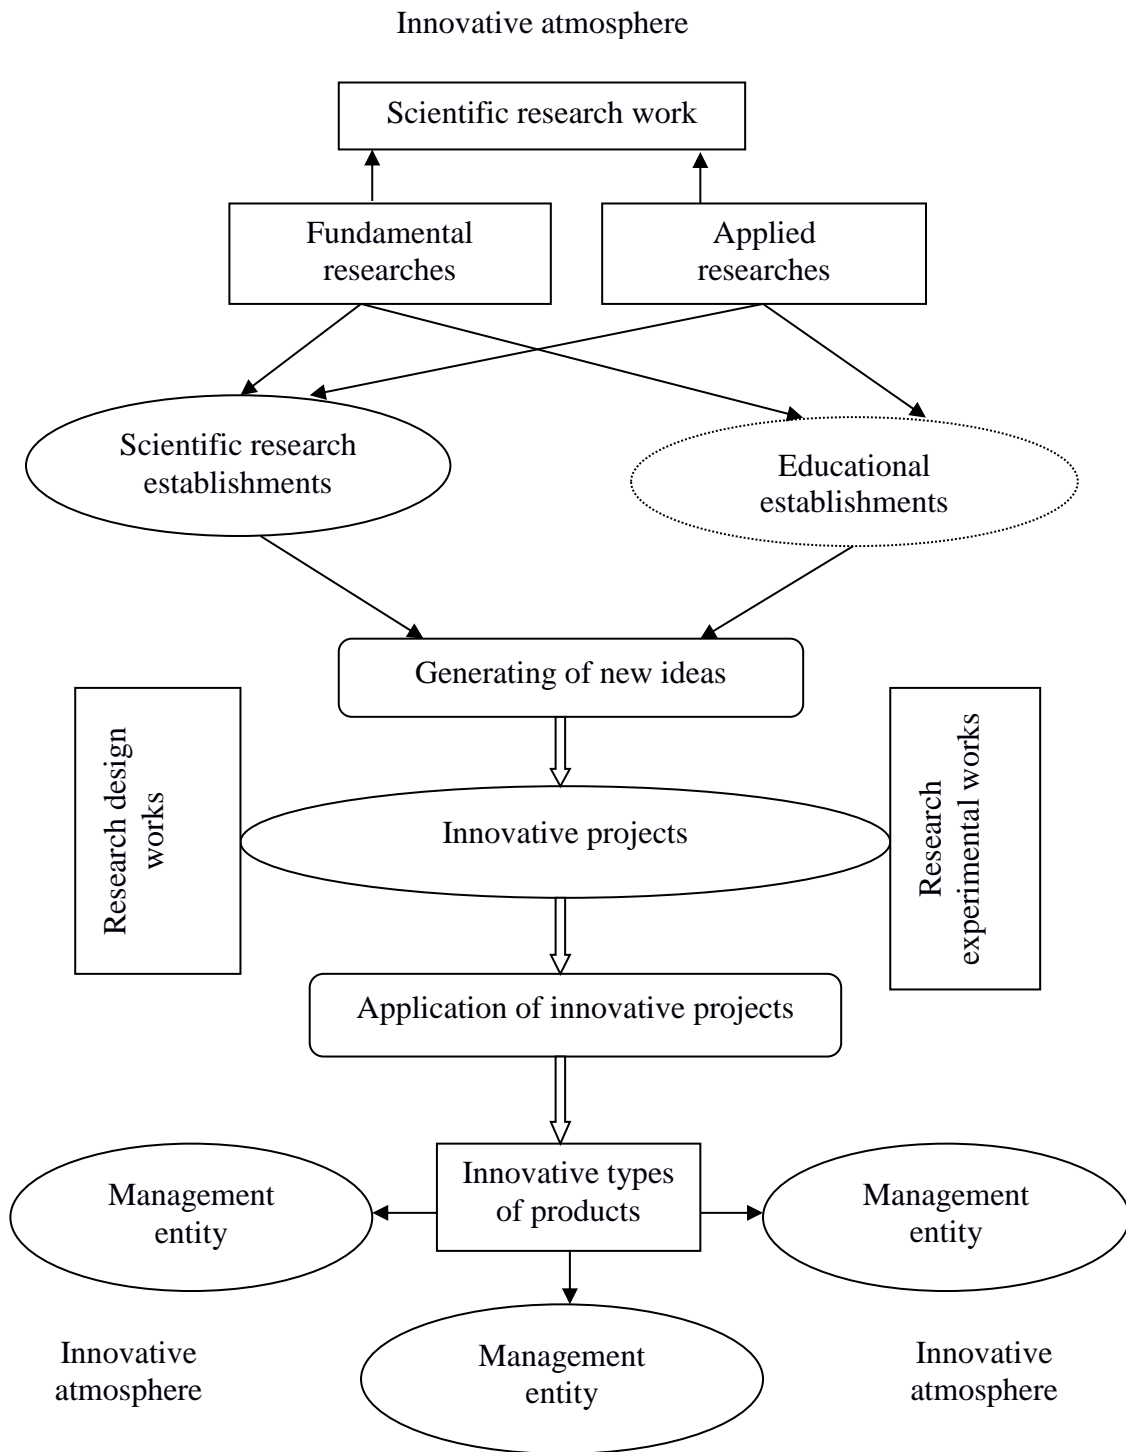 Innovative atmosphere
Scientific research work
Fundamental
researches
Applied
researches
Scientific research
establishments
Educational
establishments
Generating of new ideas
Research design
works
Innovative projects
Research
experimental works
Application of innovative projects
Management
entity
Innovative types
of products
Management
entity
Management
entity
Innovative
atmosphere
Innovative
atmosphere